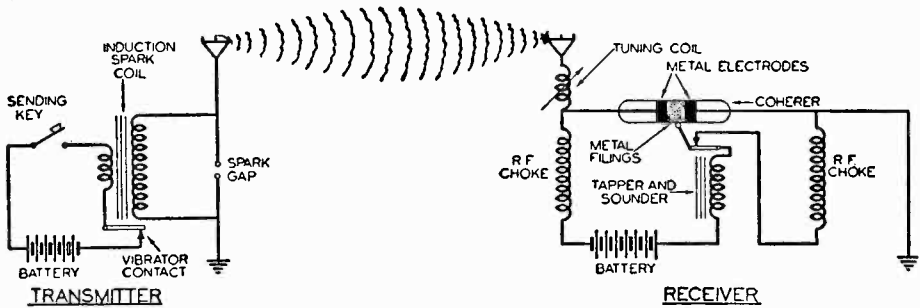 INDUCTION
SPARK
COIL
SENDING
KEY
SPARK
GAP
BATTERY
VIBRATOR
CONTACT
TRANSMITTER
TUNING COIL
METAL ELECTRODES
COHERER
METAL
FILINGS
R F
CHOKE
TAPPER AND
SOUNDER
R.F.
CHOKE
BATTERY
RECEIVER